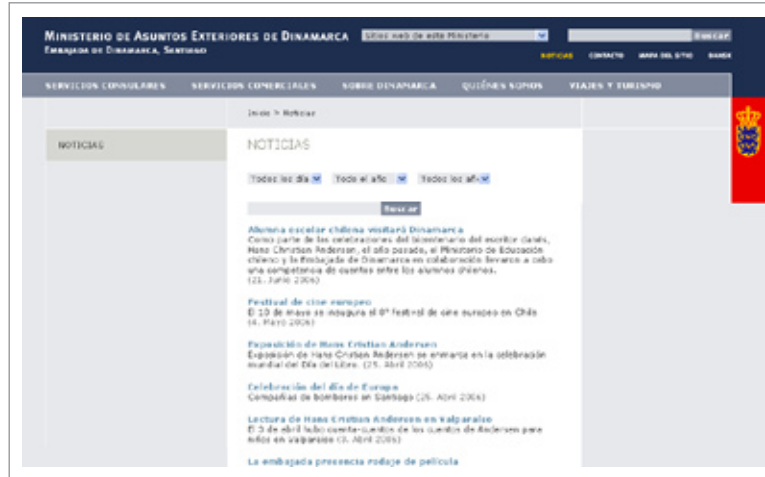 MINISTERIO DE ASUNTOS EXTERIORES DE DINAMARCA
Sitios web de este Ministerio
Buscar
EMBAJADA DE DINAMARCA, SANTIAGO
NOTICIAS CONTACTO MAPA DEL SITIO DANSK
SERVICIOS CONSULARES SERVICIOS COMERCIALES SOBRE DINAMARCA QUIÉNES SOMOS VIAJES Y TURISMO
Inicio > Noticias
NOTICIAS
NOTICIAS
Todos los día Todo el año Todos los añ
Buscar
Alumna escolar chilena visitará Dinamarca
Como parte de las celebraciones del bicentenario del escritor danés,
Hans Christian Andersen, el año pasado, el Ministerio de Educación
chileno y la Embajada de Dinamarca en colaboración llevaron a cabo
una competencia de cuentos entre los alumnos chilenos.
(21. Junio 2006)
Festival de cine europeo
El 10 de mayo se inaugura el 8º festival de cine europeo en Chile
(4. Mayo 2006)
Exposición de Hans Cristian Andersen
Exposición de Hans Cristian Andersen se enmarca en la celebración
mundial del Día del Libro. (25. Abril 2006)
Celebración del día de Europa
Compañías de bomberos en Santiago (25. Abril 2006)
Lectura de Hans Cristian Andersen en Valparaíso
El 3 de abril hubo cuenta-cuentos de los cuentos de Andersen para
niños en Valparaíso (3. Abril 2006)
La embajada presencia rodaje de película